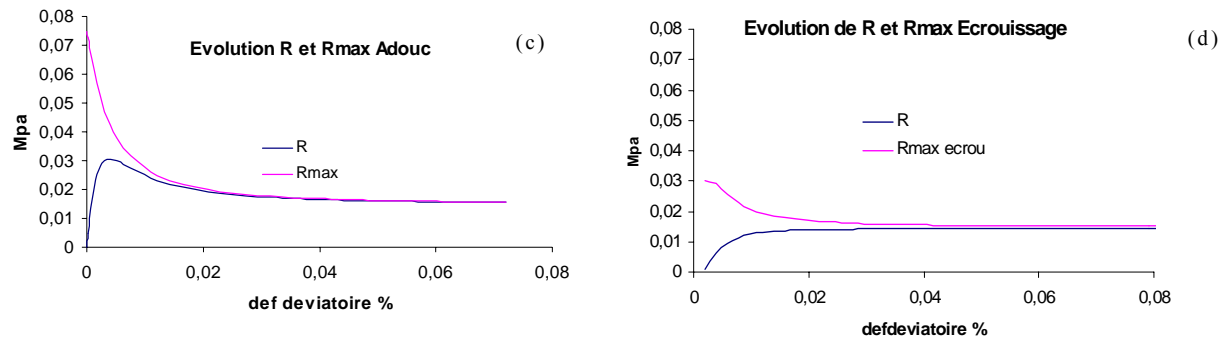 Evolution R et Rmax Adouc
(c)
Mpa
0,08
0,07
0,06
0,05
0,04
0,03
0,02
0,01
0
R
Rmax
0
0,02
0,04
0,06
0,08
def deviatoire %
Evolution de R et Rmax Ecrouissage
(d)
Mpa
0,08
0,07
0,06
0,05
0,04
0,03
0,02
0,01
0
R
Rmax ecrou
0
0,02
0,04
0,06
0,08
defdeviatoire %